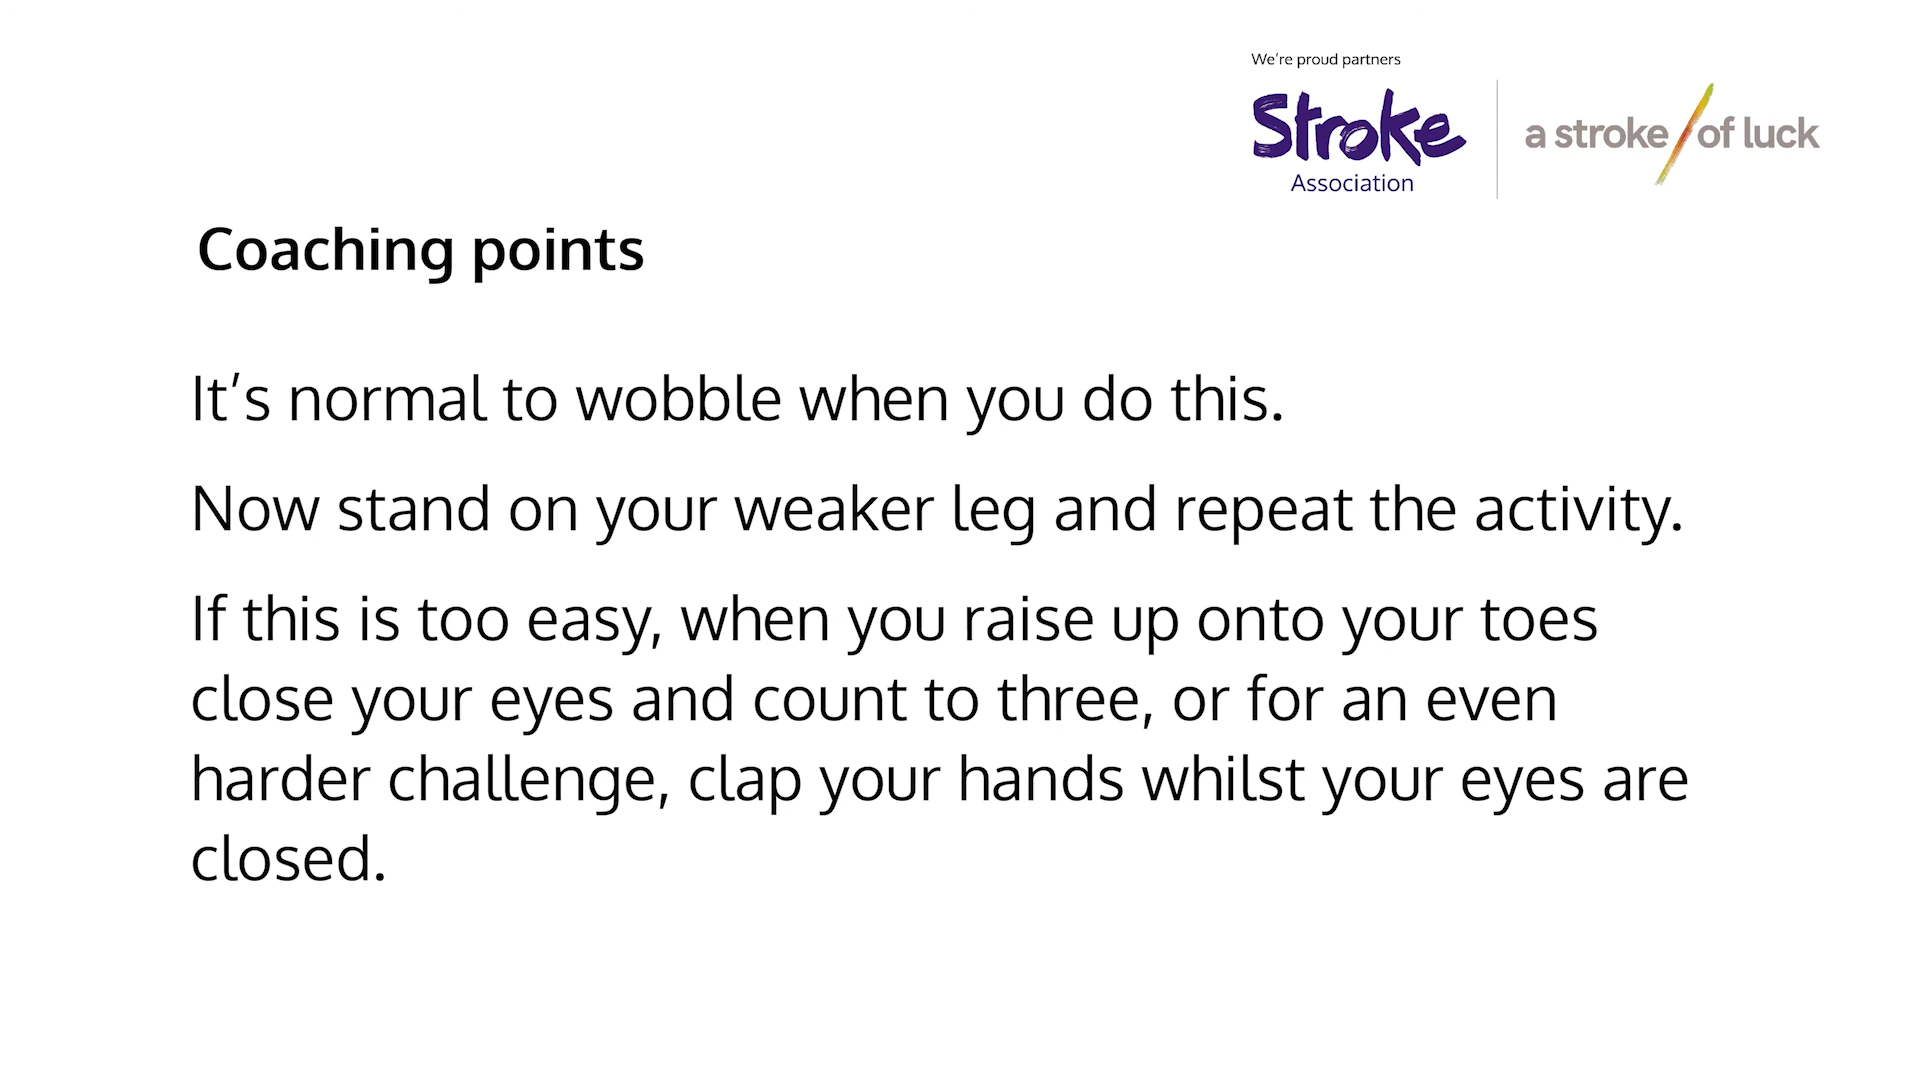 We're proud partners
Stroke
Association
a stroke of luck
Coaching points
It's normal to wobble when you do this.
Now stand on your weaker leg and repeat the activity.
If this is too easy, when you raise up onto your toes
close your eyes and count to three, or for an even
harder challenge, clap your hands whilst your eyes are
closed.